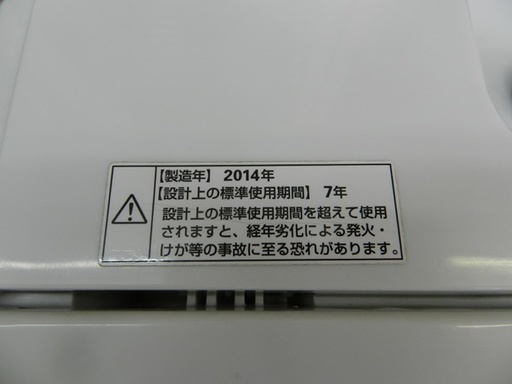 【製造年】 2014年
【設計上の標準使用期間】 7年
設計上の標準使用期間を超えて使用
されますと、経年劣化による発火・
けが等の事故に至る恐れがあります。